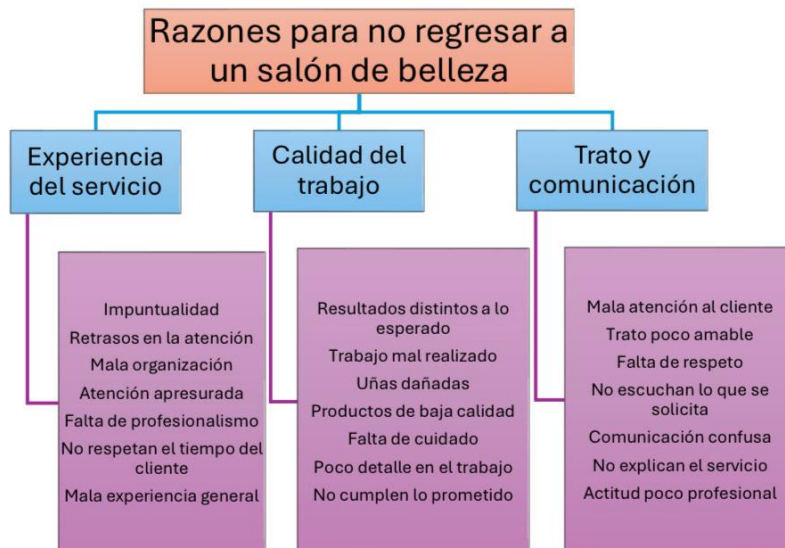 Razones para no regresar a
un salón de belleza
Experiencia
del servicio
Calidad del
trabajo
Trato y
comunicación
Impuntualidad
Retrasos en la atención
Mala organización
Atención apresurada
Falta de profesionalismo
No respetan el tiempo del
cliente
Mala experiencia general
Resultados distintos a lo
esperado
Trabajo mal realizado
Uñas dañadas
Productos de baja calidad
Falta de cuidado
Poco detalle en el trabajo
No cumplen lo prometido
Mala atención al cliente
Trato poco amable
Falta de respeto
No escuchan lo que se
solicita
Comunicación confusa
No explican el servicio
Actitud poco profesional